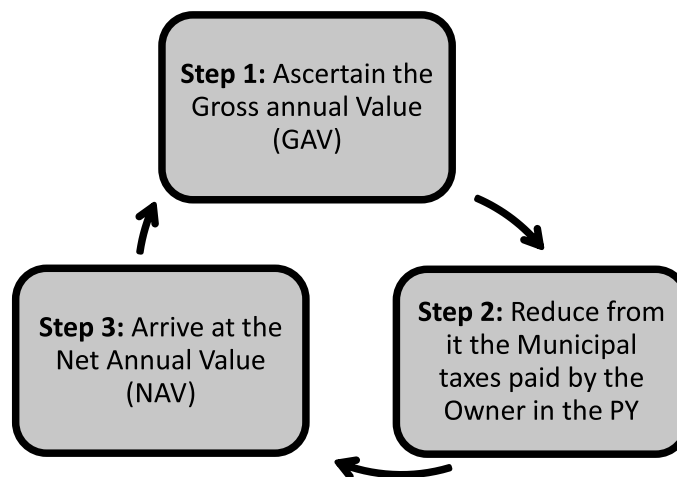 Step 1: Ascertain the
Gross annual Value
(GAV)
Step 2: Reduce from
it the Municipal
taxes paid by the
Owner in the PY
Step 3: Arrive at the
Net Annual Value
(NAV)